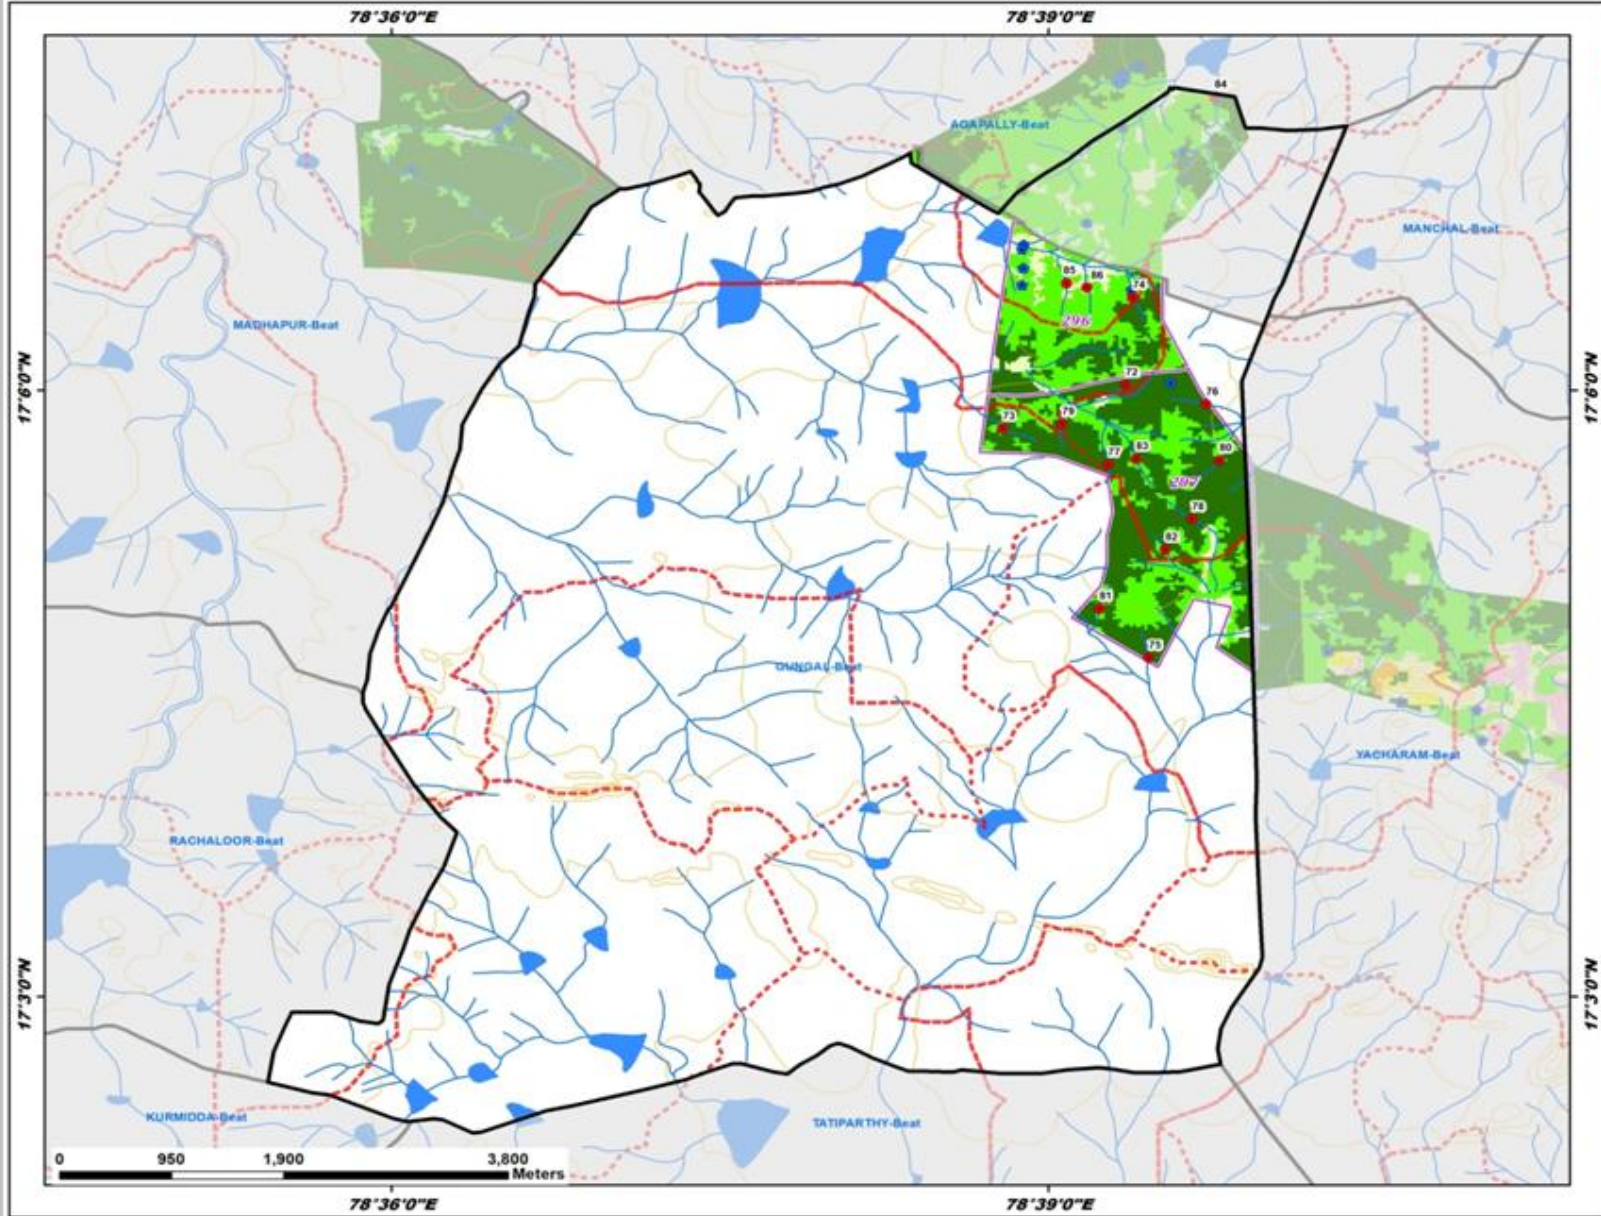 78°36'0"E
78°39'0"E
84
AGAPALLY-Beat
MANCHAL-Beat
85
86
74
296
MADHAPUR-Beat
17°6'0"N
17°6'0"N
72
76
73
79
77
83
80
297
78
82
81
75
GUNGAL-Beat
YACHARAM-Beat
RACHALOOR-Beat
17°3'0"N
17°3'0"N
KURMIDDA-Beat
TATIPARTHY-Beat
0 950 1,900 3,800
Meters
78°36'0"E
78°39'0"E